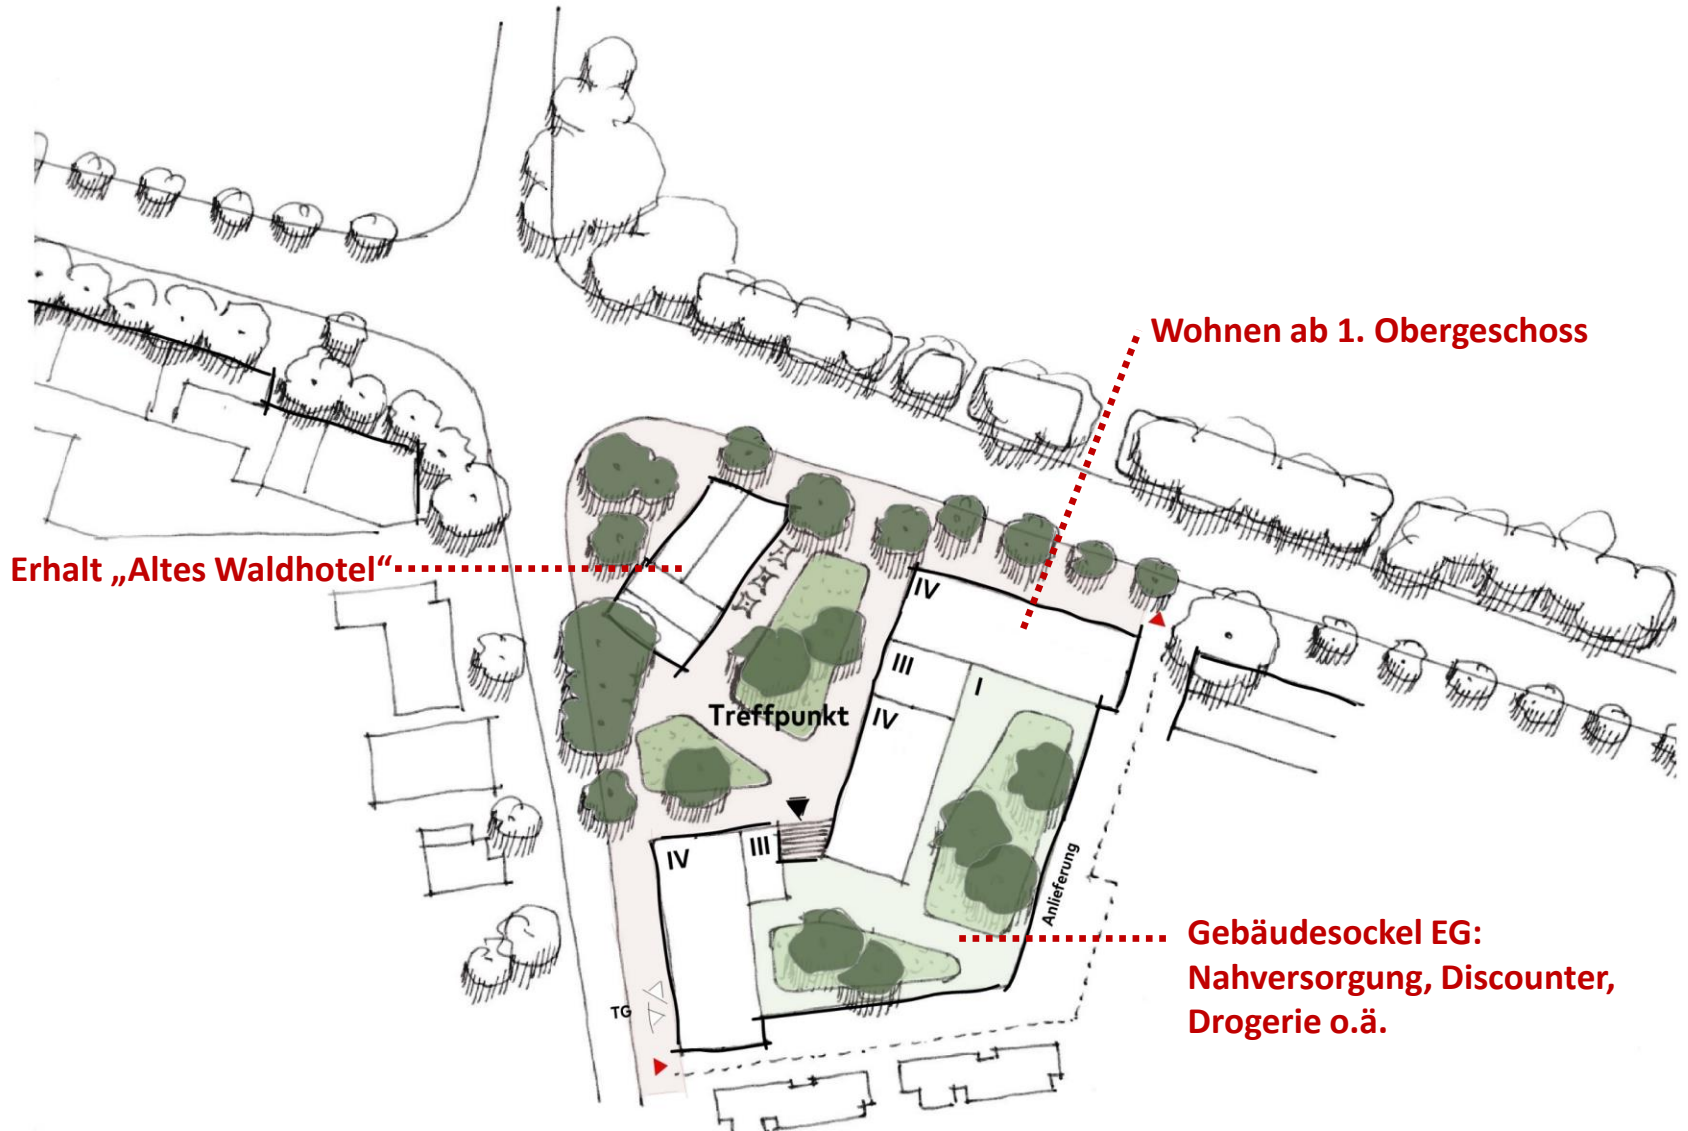 Wohnen ab 1. Obergeschoss
Erhalt „Altes Waldhotel“
IV
III
I
Treffpunkt
IV
IV
III
Anlieferung
Gebäudesockel EG:
Nahversorgung, Discounter,
Drogerie o.ä.
TG